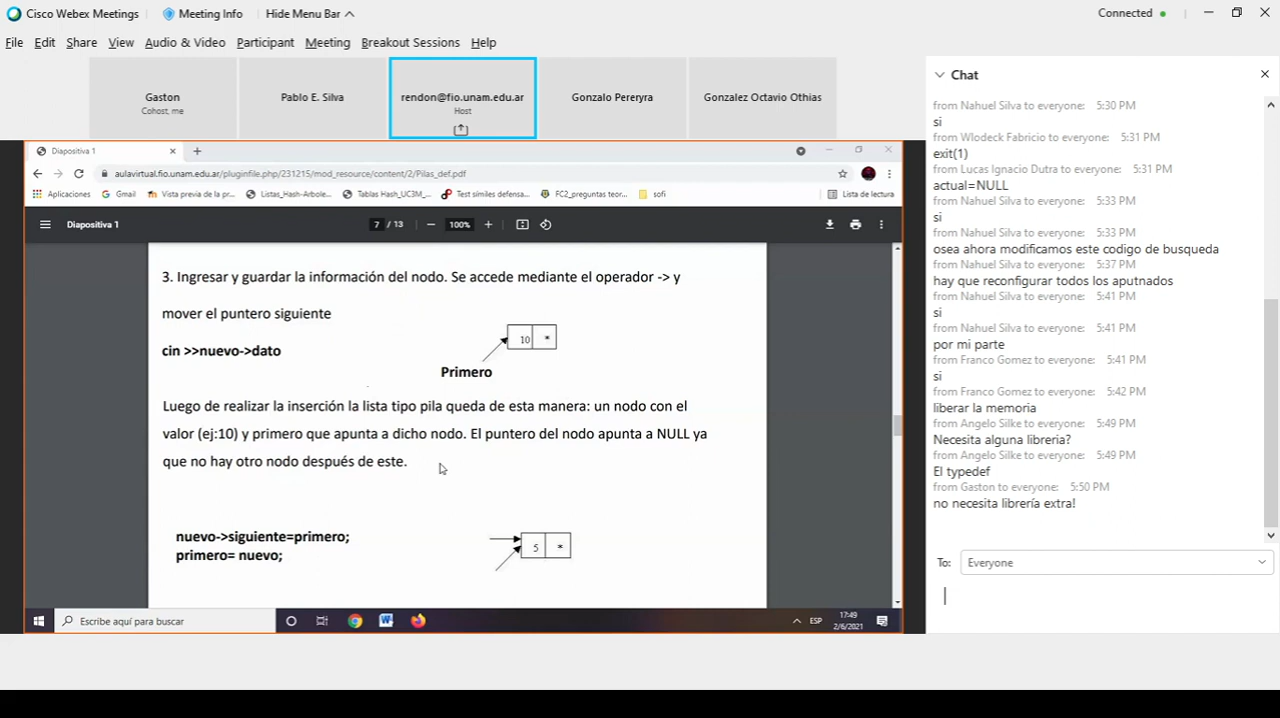 Cisco Webex Meetings Meeting Info Hide Menu Bar Connected
File Edit Share View Audio & Video Participant Meeting Breakout Sessions Help
Gaston
Cohost, me
Pablo E. Silva
rendon@fio.unam.edu.ar
Host
Gonzalo Pereryra
Gonzalez Octavio Othias
Diapositiva 1
aulavirtual.fio.unam.edu.ar/pluginfile.php/231215/mod_resource/content/2/Pilas_def.pdf
Aplicaciones Gmail Vista previa de la pro... Listas_Hash-Arbole... Tablas Hash_UC3M_... Test símiles defensa... FC2_preguntas teor... sofi Lista de lectura
Diapositiva 1 7 / 13 100%
3. Ingresar y guardar la información del nodo. Se accede mediante el operador -> y
mover el puntero siguiente
cin >>nuevo->dato
10 *
Primero
Luego de realizar la inserción la lista tipo pila queda de esta manera: un nodo con el
valor (ej:10) y primero que apunta a dicho nodo. El puntero del nodo apunta a NULL ya
que no hay otro nodo después de este.
nuevo->siguiente=primero;
primero= nuevo;
5 *
Escribe aquí para buscar
ESP
17:49
2/6/2021
Chat
from Nahuel Silva to everyone: 5:30 PM
si
from Wlodeck Fabricio to everyone: 5:31 PM
exit(1)
from Lucas Ignacio Dutra to everyone: 5:31 PM
actual=NULL
from Nahuel Silva to everyone: 5:33 PM
si
from Nahuel Silva to everyone: 5:33 PM
osea ahora modificamos este codigo de busqueda
from Nahuel Silva to everyone: 5:37 PM
hay que reconfigurar todos los aputnados
from Nahuel Silva to everyone: 5:41 PM
si
from Nahuel Silva to everyone: 5:41 PM
por mi parte
from Franco Gomez to everyone: 5:41 PM
si
from Franco Gomez to everyone: 5:42 PM
liberar la memoria
from Angelo Silke to everyone: 5:49 PM
Necesita alguna libreria?
from Angelo Silke to everyone: 5:49 PM
El typedef
from Gaston to everyone: 5:50 PM
no necesita librería extra!
To: Everyone